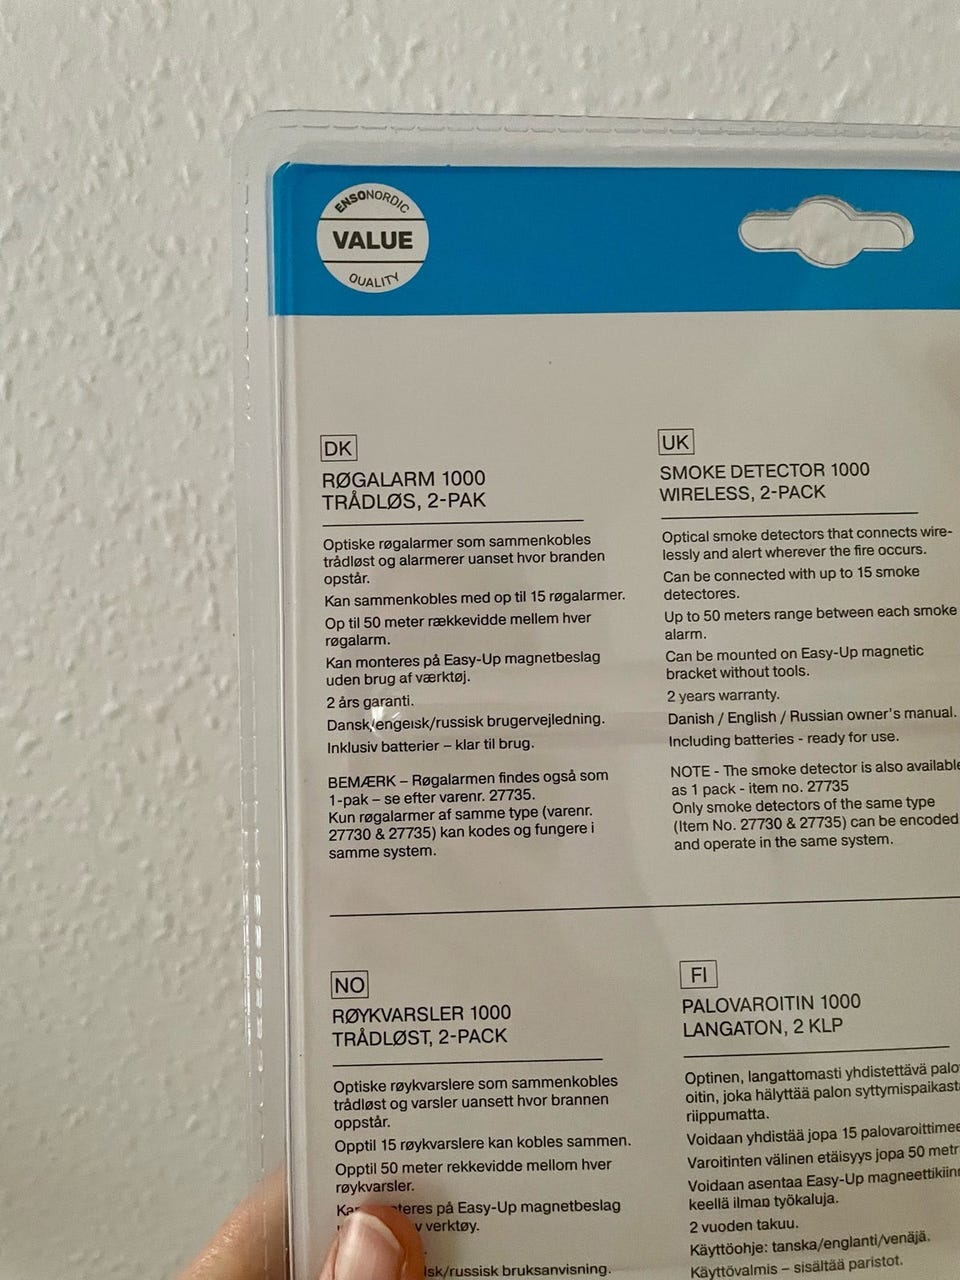 ENSONORDIC
VALUE
QUALITY
DK
RØGALARM 1000
TRÅDLØS, 2-PAK
Optiske røgalarmer som sammenkobles
trådløst og alarmerer uanset hvor branden
opstår.
Kan sammenkobles med op til 15 røgalarmer.
Op til 50 meter rækkevidde mellem hver
røgalarm.
Kan monteres på Easy-Up magnetbeslag
uden brug af værktøj.
2 års garanti.
Dansk/engelsk/russisk brugervejledning.
Inklusiv batterier – klar til brug.
BEMÆRK – Røgalarmen findes også som
1-pak – se efter varenr. 27735.
Kun røgalarmer af samme type (varenr.
27730 & 27735) kan kodes og fungere i
samme system.
UK
SMOKE DETECTOR 1000
WIRELESS, 2-PACK
Optical smoke detectors that connects wire-
lessly and alert wherever the fire occurs.
Can be connected with up to 15 smoke
detectores.
Up to 50 meters range between each smoke
alarm.
Can be mounted on Easy-Up magnetic
bracket without tools.
2 years warranty.
Danish / English / Russian owner's manual.
Including batteries - ready for use.
NOTE - The smoke detector is also available
as 1 pack - item no. 27735
Only smoke detectors of the same type
(Item No. 27730 & 27735) can be encoded
and operate in the same system.
NO
RØYKVARSLER 1000
TRÅDLØST, 2-PACK
Optiske røykvarslere som sammenkobles
trådløst og varsler uansett hvor brannen
oppstår.
Opptil 15 røykvarslere kan kobles sammen.
Opptil 50 meter rekkevidde mellom hver
røykvarsler.
på Easy-Up magnetbeslag
verktøy.
/russisk bruksanvisning.
FI
PALOVAROITIN 1000
LANGATON, 2 KLP
Optinen, langattomasti yhdistettävä
oitin, joka hälyttää palon
riippumatta.
Voidaan yhdistää jopa 15
Varoitinten välinen etäisyys jopa 50
Voidaan asentaa Easy-Up
keellä ilman työkaluja.
2 vuoden takuu.
Käyttöohje: tanska/englanti/venäjä.
Käyttövalmis – sisältää paristot.